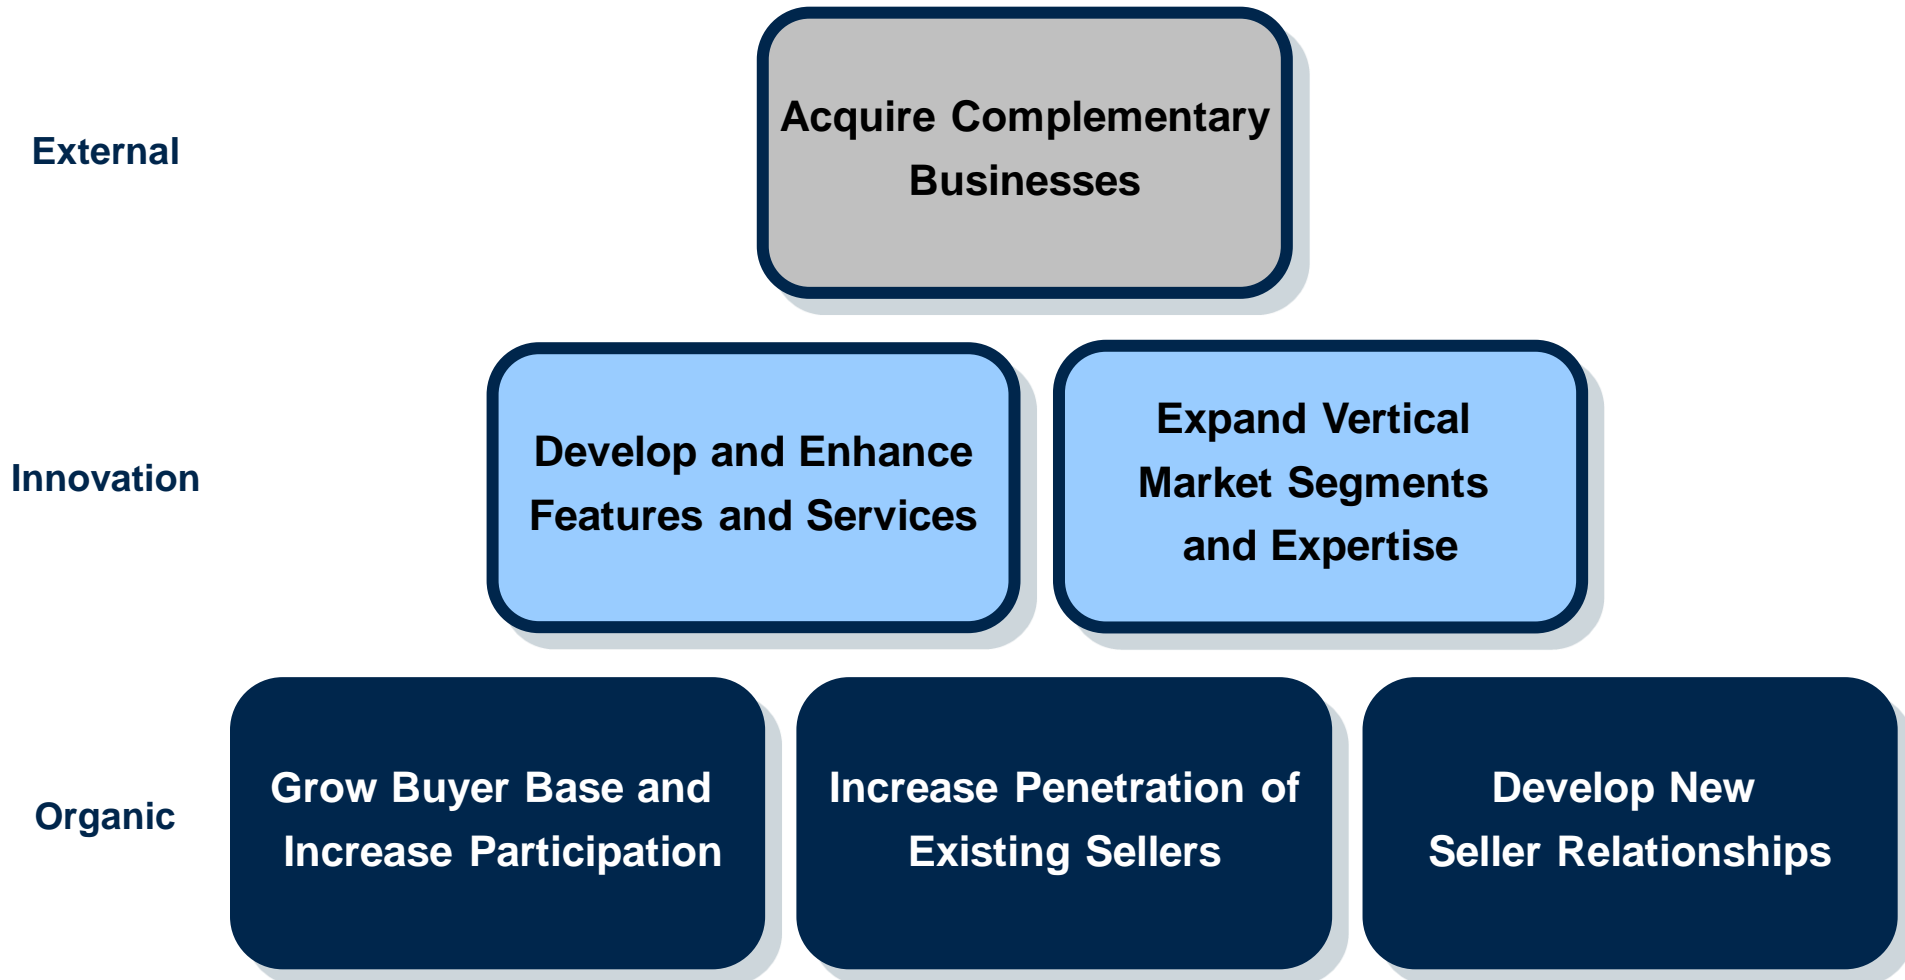 External
Acquire Complementary
Businesses
Innovation
Develop and Enhance
Features and Services
Expand Vertical
Market Segments
and Expertise
Organic
Grow Buyer Base and
Increase Participation
Increase Penetration of
Existing Sellers
Develop New
Seller Relationships